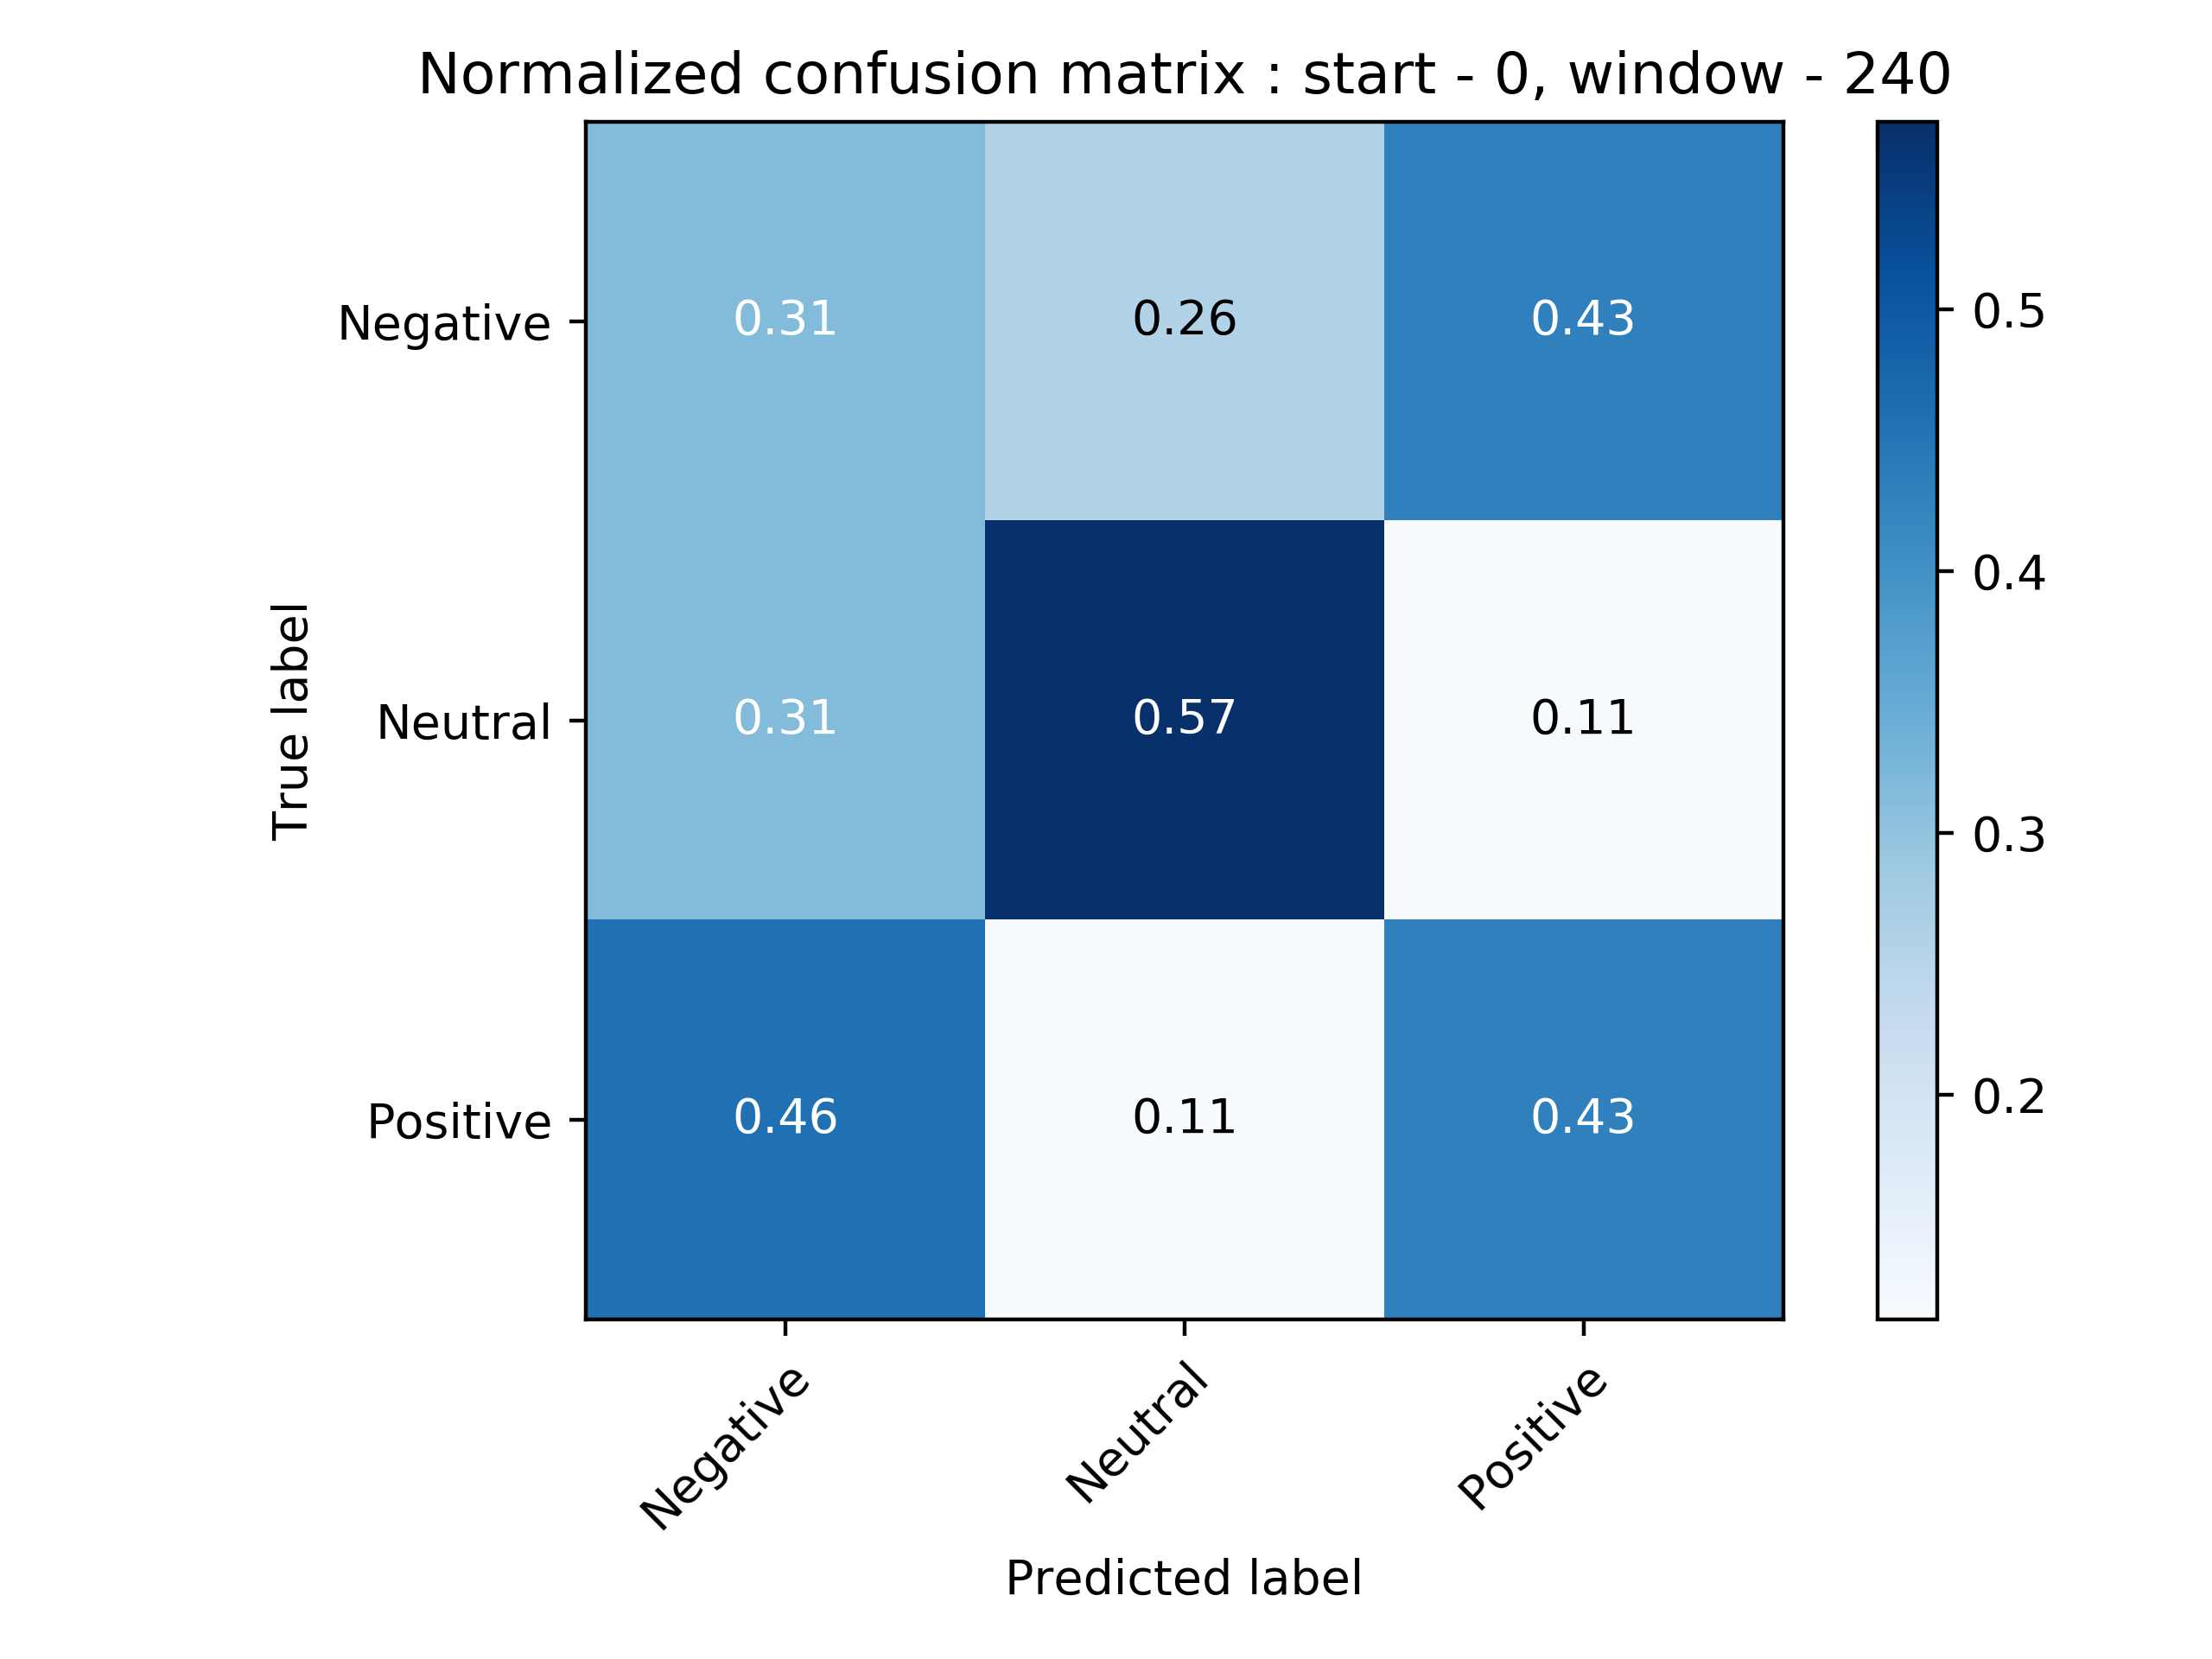 Normalized confusion matrix : start - 0, window - 240
Negative 0.31 0.26 0.43
Neutral 0.31 0.57 0.11
Positive 0.46 0.11 0.43
True label
Negative Neutral Positive
Predicted label
0.5
0.4
0.3
0.2